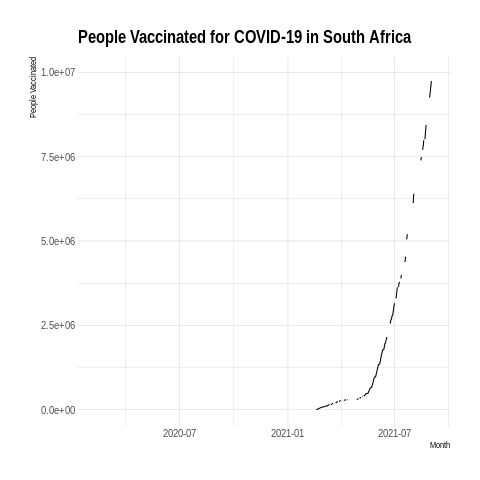 People Vaccinated for COVID-19 in South Africa
People Vaccinated
1.0e+07
7.5e+06
5.0e+06
2.5e+06
0.0e+00
2020-07 2021-01 2021-07
Month